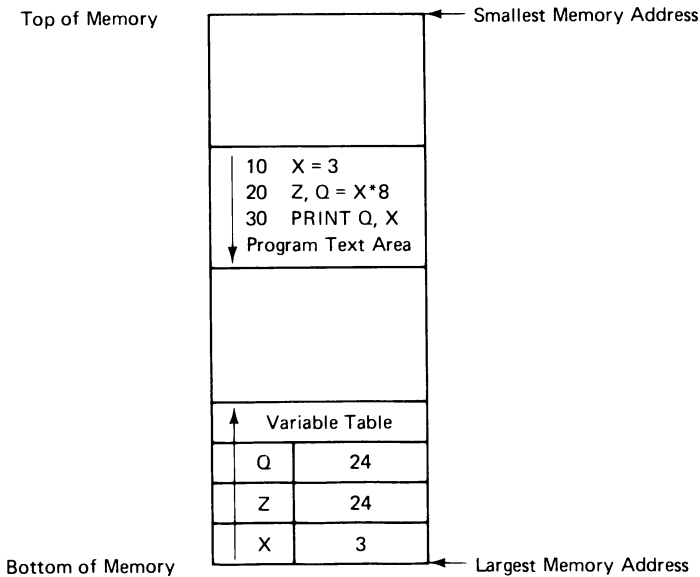 Top of Memory
Smallest Memory Address
10 X = 3
20 Z, Q = X*8
30 PRINT Q, X
Program Text Area
Variable Table
Q 24
Z 24
X 3
Bottom of Memory
Largest Memory Address